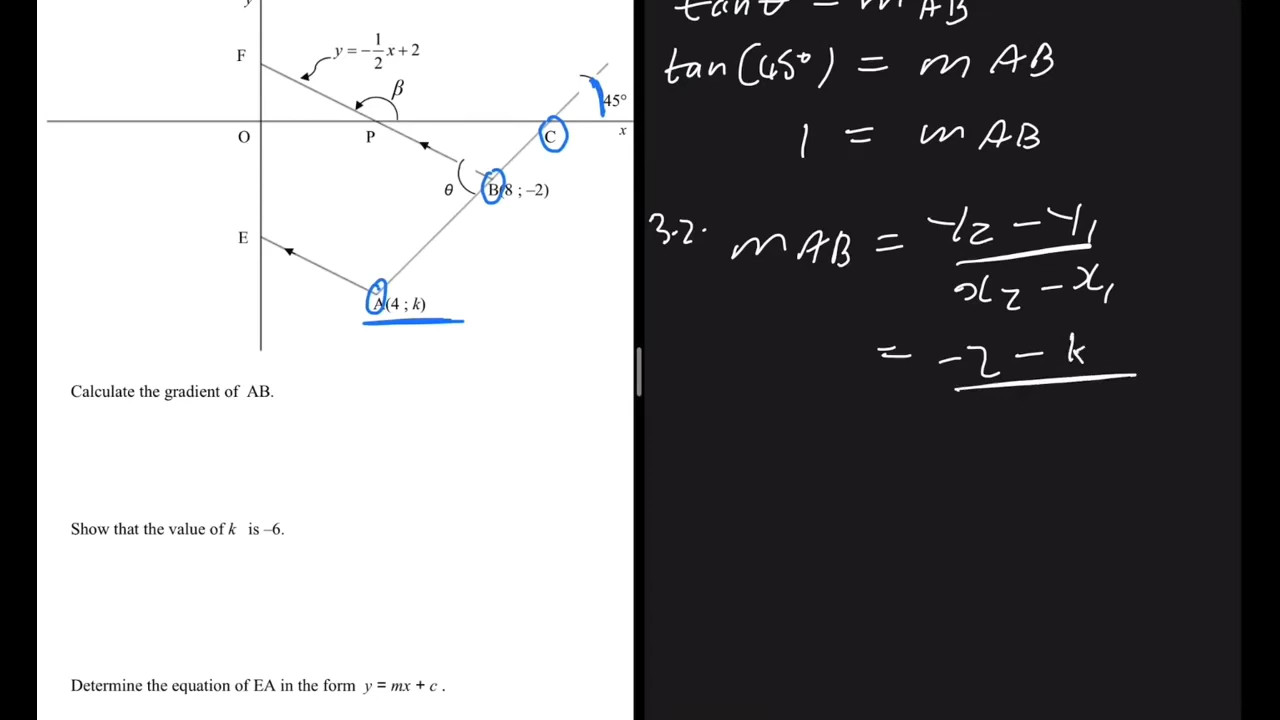 y
F
y = -1/2 x + 2
β
45°
O
P
C
x
θ
B(8 ; –2)
E
A(4 ; k)
Calculate the gradient of AB.
Show that the value of k is –6.
Determine the equation of EA in the form y = mx + c .
tan θ = m AB
tan(45°) = m AB
1 = m AB
3.2. m AB = y2 - y1
x2 - x1
= -2 - k